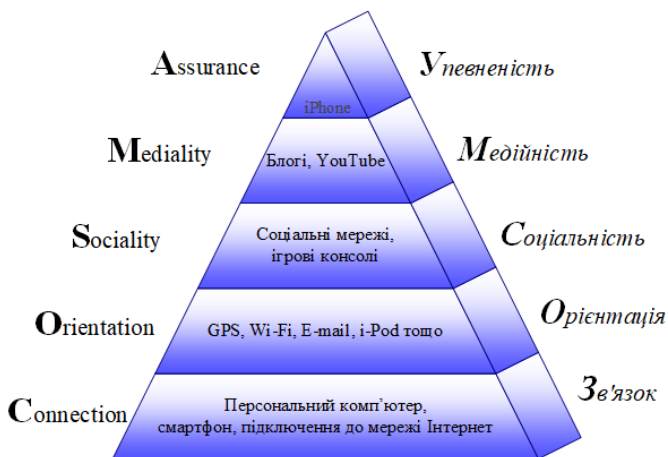 Assurance
Упевненість
iPhone
Mediality
Блогі, YouTube
Медійність
Sociality
Соціальні мережі,
ігрові консолі
Соціальність
Orientation
GPS, Wi-Fi, E-mail, i-Pod тощо
Орієнтація
Connection
Персональний комп’ютер,
смартфон, підключення до мережі Інтернет
Зв'язок